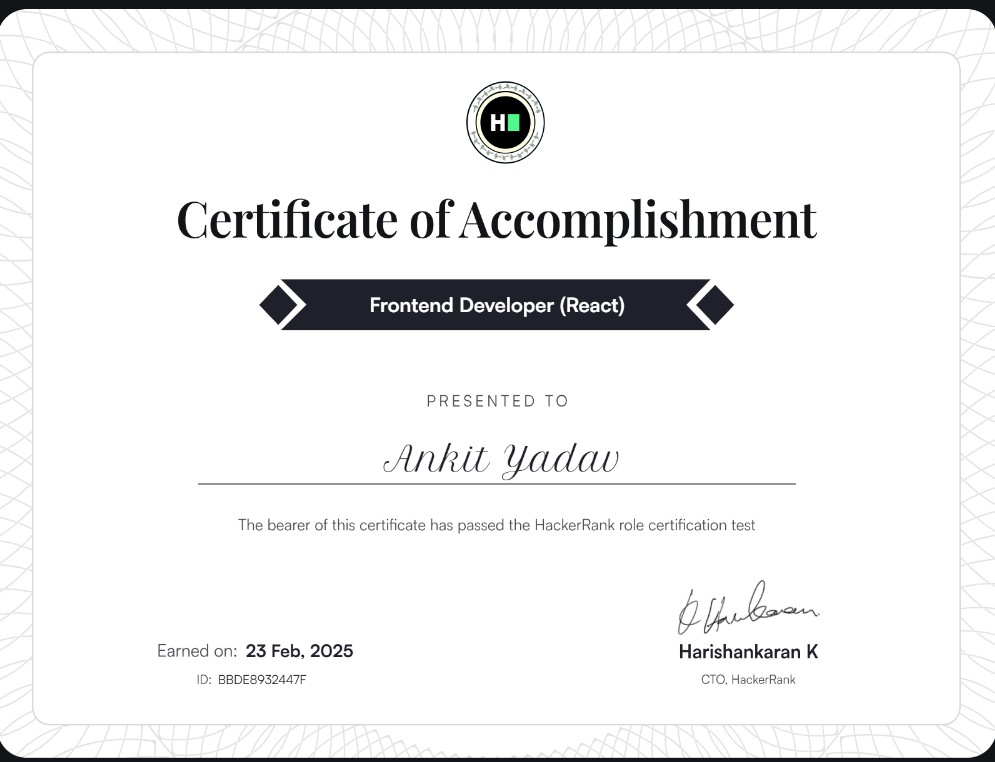 H
Certificate of Accomplishment
Frontend Developer (React)
PRESENTED TO
Ankit Yadav
The bearer of this certificate has passed the HackerRank role certification test
Earned on: 23 Feb, 2025
ID: BBDE8932447F
Harishankaran K
CTO, HackerRank